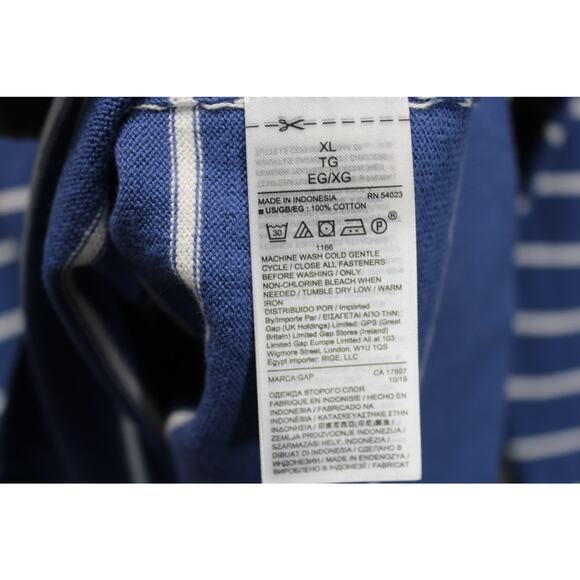 XL
TG
EG/XG
MADE IN INDONESIA RN 54023
■ US/GB/EG : 100% COTTON
30 P ®
1166
MACHINE WASH COLD GENTLE
CYCLE / CLOSE ALL FASTENERS
BEFORE WASHING / ONLY
NON-CHLORINE BLEACH WHEN
NEEDED / TUMBLE DRY LOW / WARM
IRON
DISTRIBUIDO POR / Imported
By/Importe Par / ΕΙΣΑΓΕΤΑΙ ΑΠΟ ΤΗΝ:
Gap (UK Holdings) Limited: GPS (Great
Britain) Limited Gap Stores (Ireland)
Limited Gap Europe Limited All at 103
Wigmore Street, London, W1U 1QS
Egypt Importer: RIGE, LLC
MARCA:GAP CA 17897
10/19
ОДЕЖДА ВТОРОГО СЛОЯ
FABRIQUE EN INDONISIE / HECHO EN
INDONESIA / FABRICADO NA
INDONESIA / ΚΑΤΑΣΚΕΥΑΣΤΗΚΕ ΣΤΗΝ
ΙΝΔΟΝΗΣΙΑ / 印度尼西亚(印尼)製造 /
ZEMLJA PROIZVODNJE INDONEZIJA /
SZÁRMAZÁSI HELY: INDONÉZIA /
DIBUAT DI INDONESIA / СДЕЛАНО В
ИНДОНЕЗИИ / MADE IN ENDONEZYA /
ВИРОБЛЕНО В ІНДОНЕЗІЇ / FABRICAT